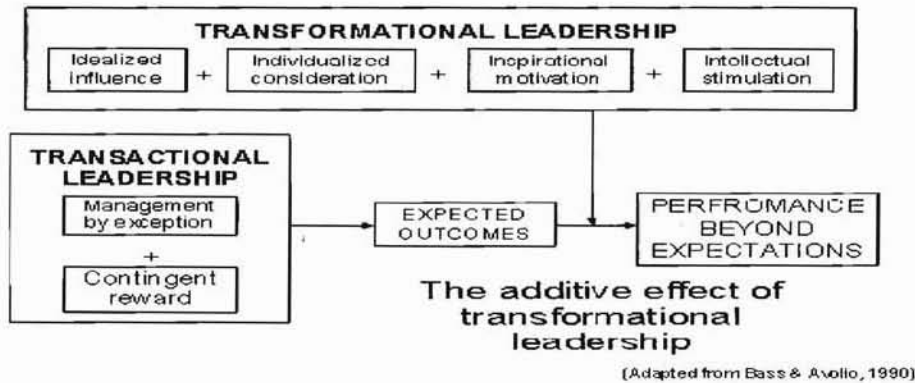 TRANSFORMATIONAL LEADERSHIP
Idealized
influence
+
Individualized
consideration
+
Inspirational
motivation
+
Intellectual
stimulation
TRANSACTIONAL
LEADERSHIP
Management
by exception
+
Contingent
reward
EXPECTED
OUTCOMES
PERFROMANCE
BEYOND
EXPECTATIONS
The additive effect of
transformational
leadership
(Adapted from Bass & Avolio, 1990)